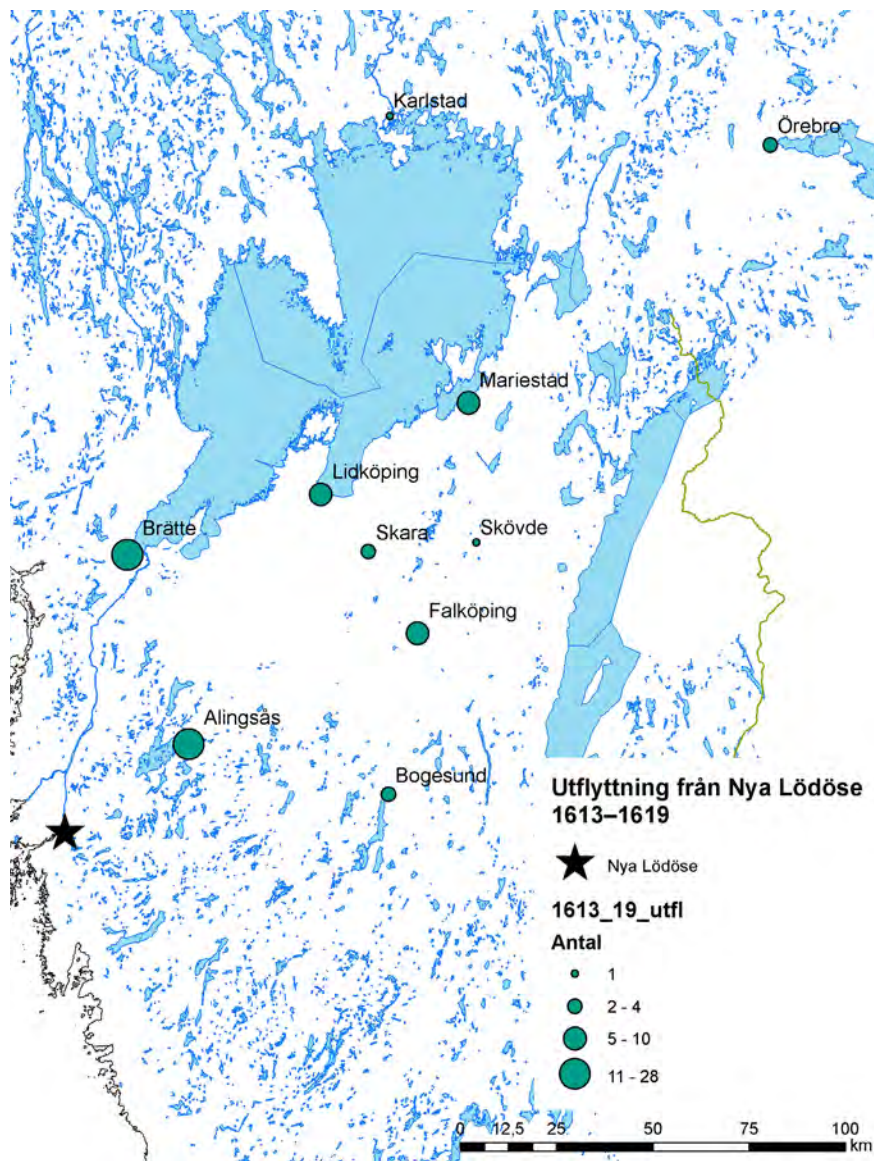 Karlstad
Örebro
Mariestad
Lidköping
Brätte
Skara
Skövde
Falköping
Alingsås
Bogesund
Utflyttning från Nya Lödöse
1613–1619
Nya Lödöse
1613_19_utfl
Antal
1
2 - 4
5 - 10
11 - 28
0 12,5 25 50 75 100
km